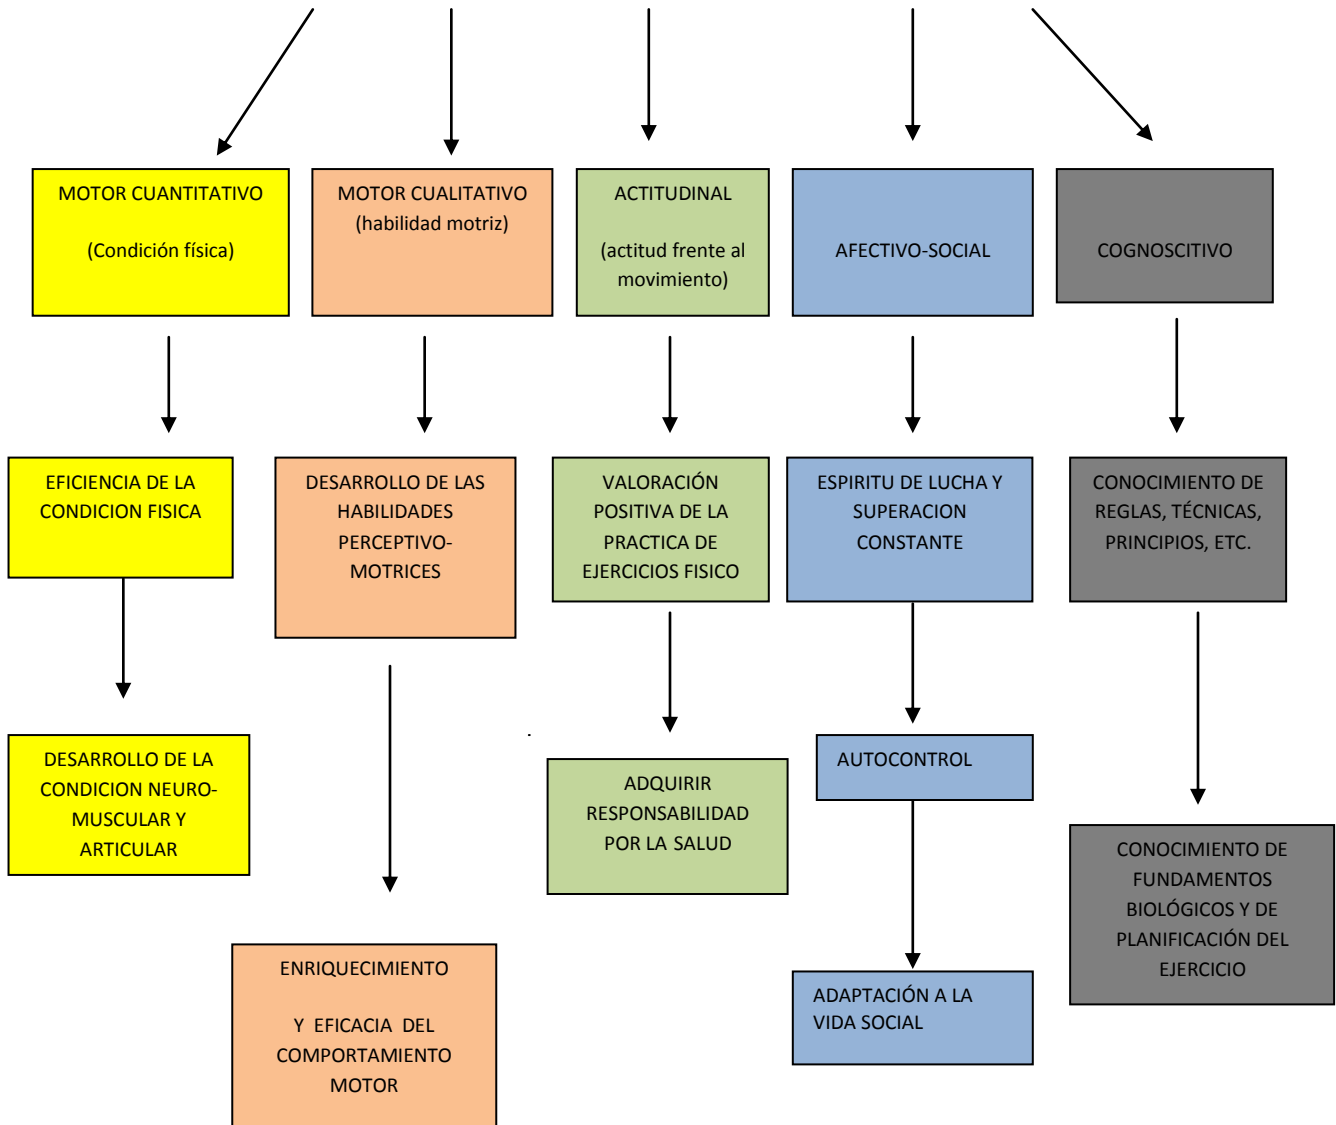 MOTOR CUANTITATIVO
(Condición física)
MOTOR CUALITATIVO
(habilidad motriz)
ACTITUDINAL
(actitud frente al
movimiento)
AFECTIVO-SOCIAL
COGNOSCITIVO
EFICIENCIA DE LA
CONDICION FISICA
DESARROLLO DE LAS
HABILIDADES
PERCEPTIVO-
MOTRICES
VALORACIÓN
POSITIVA DE LA
PRACTICA DE
EJERCICIOS FISICO
ESPIRITU DE LUCHA Y
SUPERACION
CONSTANTE
CONOCIMIENTO DE
REGLAS, TÉCNICAS,
PRINCIPIOS, ETC.
DESARROLLO DE LA
CONDICION NEURO-
MUSCULAR Y
ARTICULAR
ADQUIRIR
RESPONSABILIDAD
POR LA SALUD
AUTOCONTROL
CONOCIMIENTO DE
FUNDAMENTOS
BIOLÓGICOS Y DE
PLANIFICACIÓN DEL
EJERCICIO
ENRIQUECIMIENTO
Y EFICACIA DEL
COMPORTAMIENTO
MOTOR
ADAPTACIÓN A LA
VIDA SOCIAL